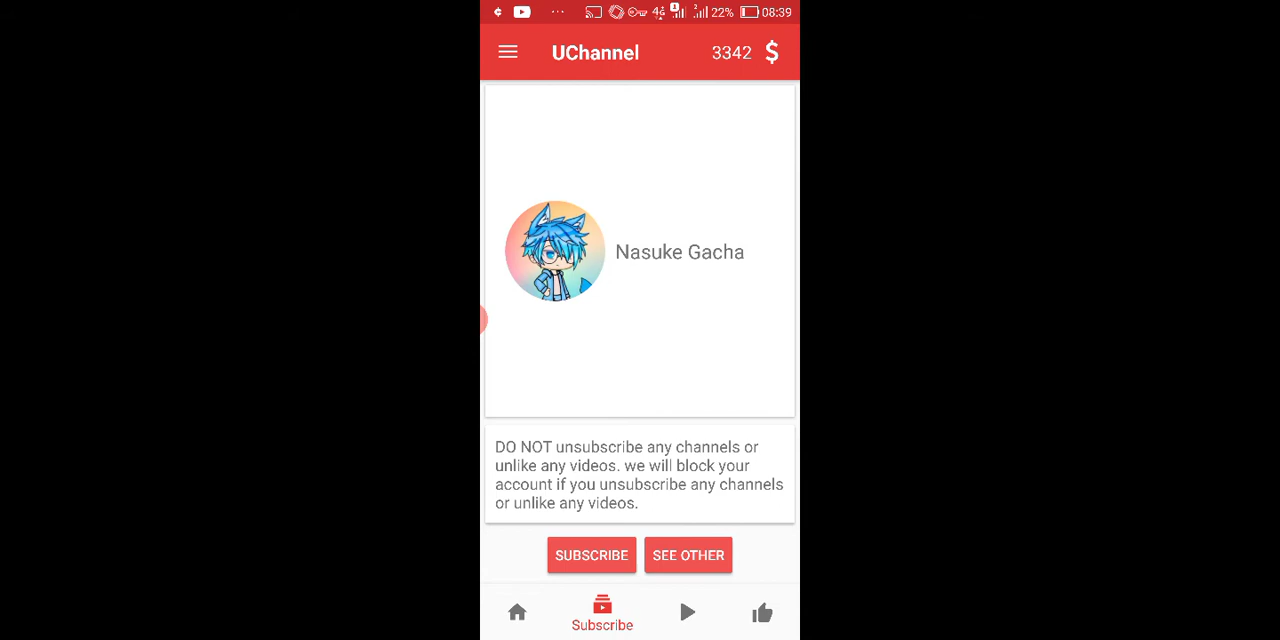 22% 08:39
UChannel 3342 $
Nasuke Gacha
DO NOT unsubscribe any channels or
unlike any videos. we will block your
account if you unsubscribe any channels
or unlike any videos.
SUBSCRIBE SEE OTHER
Subscribe